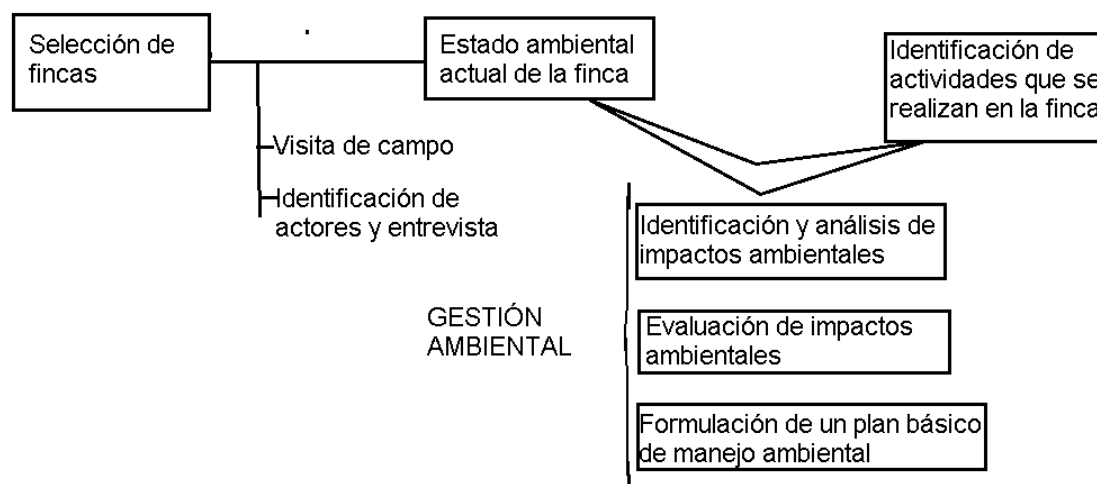 Selección de
fincas
Estado ambiental
actual de la finca
Identificación de
actividades que se
realizan en la finca
Visita de campo
Identificación de
actores y entrevista
Identificación y análisis de
impactos ambientales
GESTIÓN
AMBIENTAL
Evaluación de impactos
ambientales
Formulación de un plan básico
de manejo ambiental